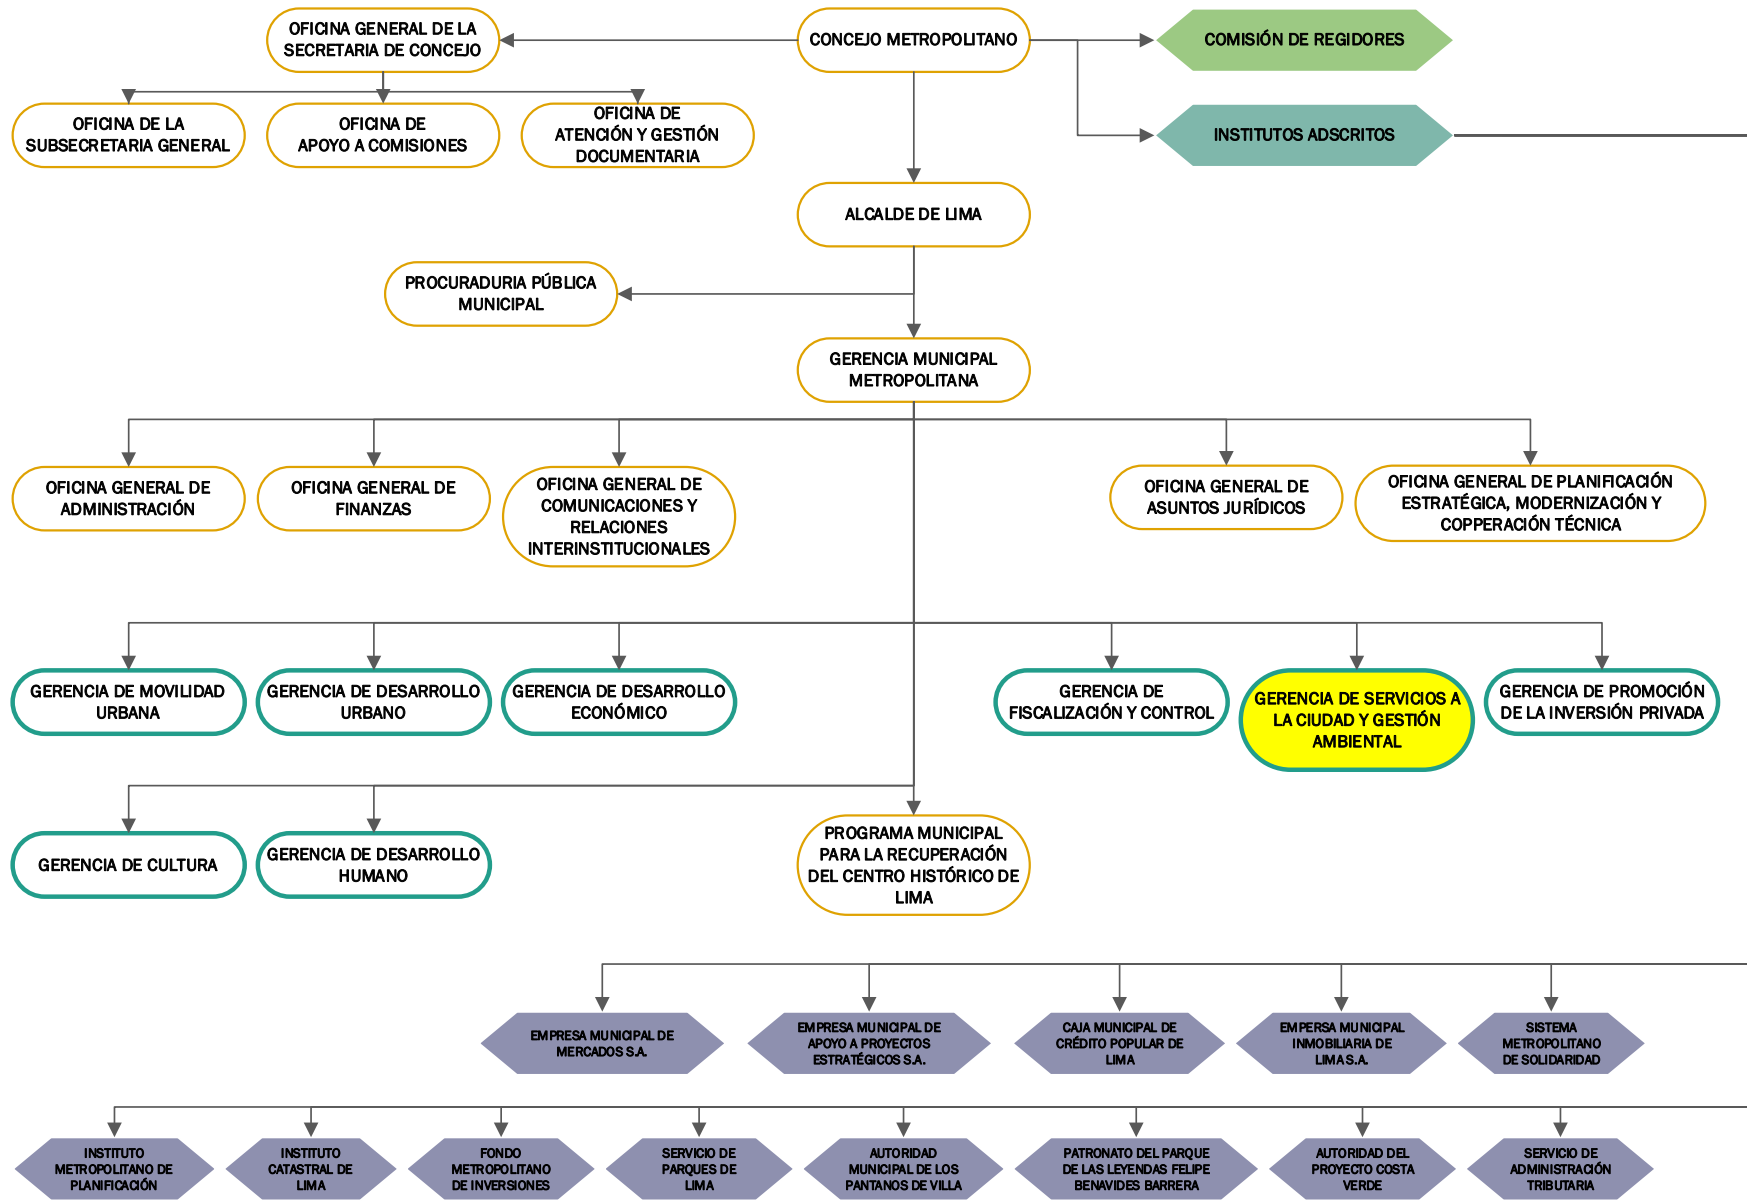 OFICINA GENERAL DE LA
SECRETARIA DE CONCEJO
CONCEJO METROPOLITANO
COMISIÓN DE REGIDORES
OFICINA DE LA
SUBSECRETARIA GENERAL
OFICINA DE
APOYO A COMISIONES
OFICINA DE
ATENCIÓN Y GESTIÓN
DOCUMENTARIA
INSTITUTOS ADSCRITOS
ALCALDE DE LIMA
PROCURADURIA PÚBLICA
MUNICIPAL
GERENCIA MUNICIPAL
METROPOLITANA
OFICINA GENERAL DE
ADMINISTRACIÓN
OFICINA GENERAL DE
FINANZAS
OFICINA GENERAL DE
COMUNICACIONES Y
RELACIONES
INTERINSTITUCIONALES
OFICINA GENERAL DE
ASUNTOS JURÍDICOS
OFICINA GENERAL DE PLANIFICACIÓN
ESTRATÉGICA, MODERNIZACIÓN Y
COPPERACIÓN TÉCNICA
GERENCIA DE MOVILIDAD
URBANA
GERENCIA DE DESARROLLO
URBANO
GERENCIA DE DESARROLLO
ECONÓMICO
GERENCIA DE
FISCALIZACIÓN Y CONTROL
GERENCIA DE SERVICIOS A
LA CIUDAD Y GESTIÓN
AMBIENTAL
GERENCIA DE PROMOCIÓN
DE LA INVERSIÓN PRIVADA
GERENCIA DE CULTURA
GERENCIA DE DESARROLLO
HUMANO
PROGRAMA MUNICIPAL
PARA LA RECUPERACIÓN
DEL CENTRO HISTÓRICO DE
LIMA
EMPRESA MUNICIPAL DE
MERCADOS S.A.
EMPRESA MUNICIPAL DE
APOYO A PROYECTOS
ESTRATÉGICOS S.A.
CAJA MUNICIPAL DE
CRÉDITO POPULAR DE
LIMA
EMPERSA MUNICIPAL
INMOBILIARIA DE
LIMA S.A.
SISTEMA
METROPOLITANO
DE SOLIDARIDAD
INSTITUTO
METROPOLITANO DE
PLANIFICACIÓN
INSTITUTO
CATASTRAL DE
LIMA
FONDO
METROPOLITANO
DE INVERSIONES
SERVICIO DE
PARQUES DE
LIMA
AUTORIDAD
MUNICIPAL DE LOS
PANTANOS DE VILLA
PATRONATO DEL PARQUE
DE LAS LEYENDAS FELIPE
BENAVIDES BARRERA
AUTORIDAD DEL
PROYECTO COSTA
VERDE
SERVICIO DE
ADMINISTRACIÓN
TRIBUTARIA